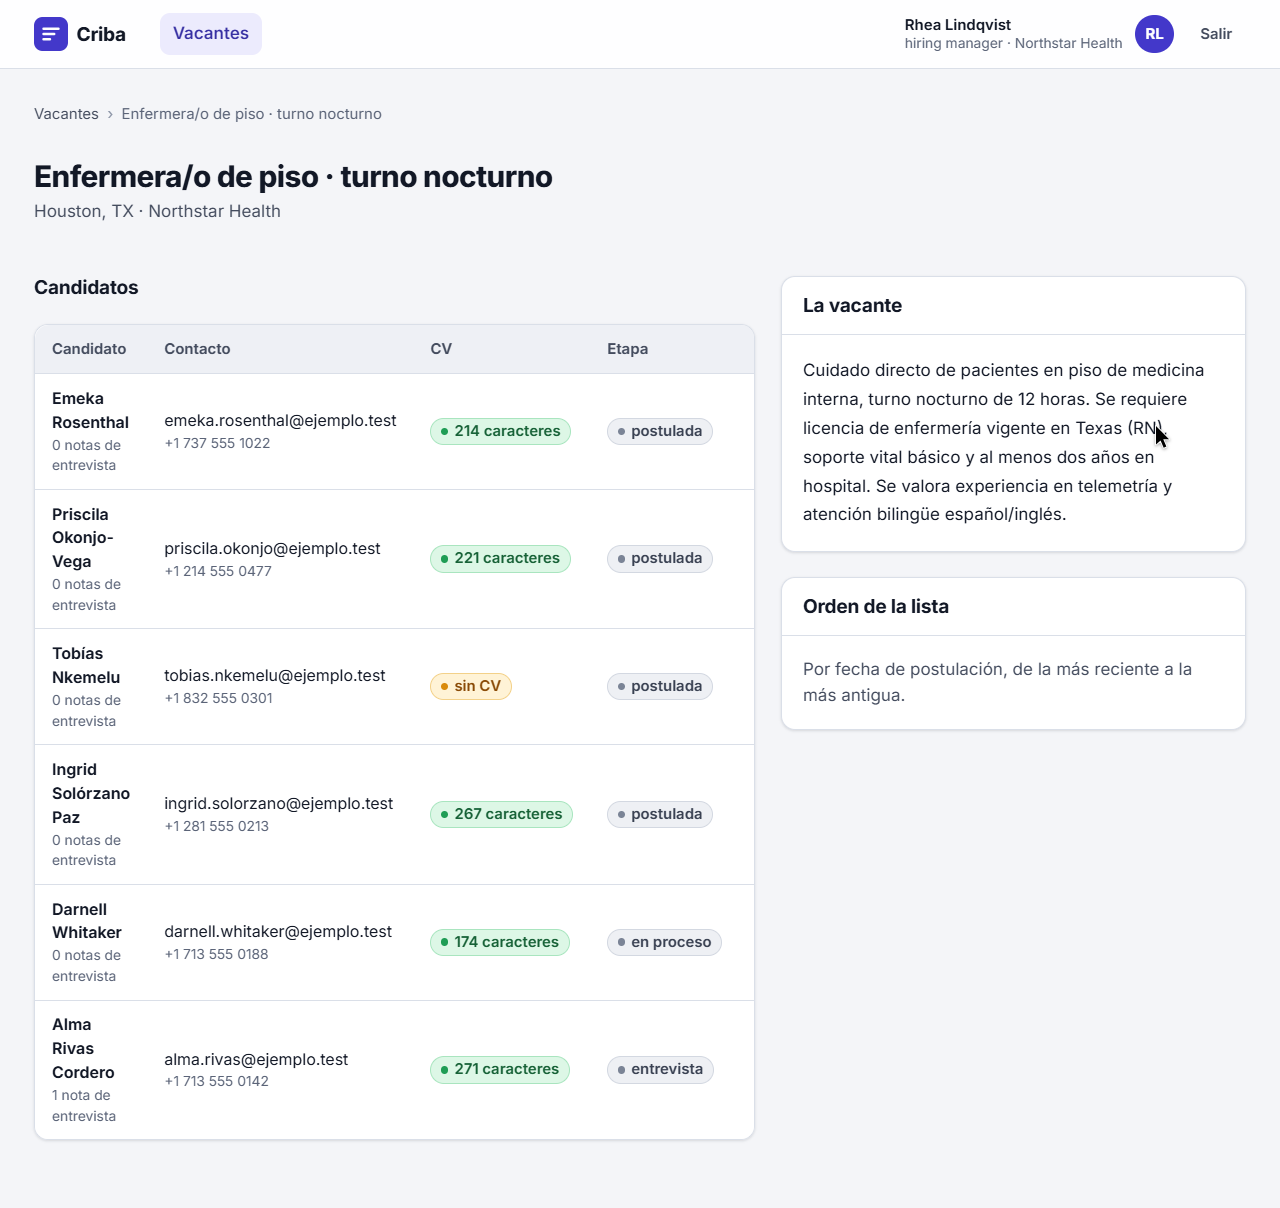 Criba
Vacantes
Rhea Lindqvist
hiring manager · Northstar Health
RL
Salir
Vacantes › Enfermera/o de piso · turno nocturno
Enfermera/o de piso · turno nocturno
Houston, TX · Northstar Health
Candidatos
Candidato Contacto CV Etapa
Emeka
Rosenthal
0 notas de
entrevista
emeka.rosenthal@ejemplo.test
+1 737 555 1022
214 caracteres
postulada
Priscila
Okonjo-
Vega
0 notas de
entrevista
priscila.okonjo@ejemplo.test
+1 214 555 0477
221 caracteres
postulada
Tobías
Nkemelu
0 notas de
entrevista
tobias.nkemelu@ejemplo.test
+1 832 555 0301
sin CV
postulada
Ingrid
Solórzano
Paz
0 notas de
entrevista
ingrid.solorzano@ejemplo.test
+1 281 555 0213
267 caracteres
postulada
Darnell
Whitaker
0 notas de
entrevista
darnell.whitaker@ejemplo.test
+1 713 555 0188
174 caracteres
en proceso
Alma
Rivas
Cordero
1 nota de
entrevista
alma.rivas@ejemplo.test
+1 713 555 0142
271 caracteres
entrevista
La vacante
Cuidado directo de pacientes en piso de medicina
interna, turno nocturno de 12 horas. Se requiere
licencia de enfermería vigente en Texas (RN),
soporte vital básico y al menos dos años en
hospital. Se valora experiencia en telemetría y
atención bilingüe español/inglés.
Orden de la lista
Por fecha de postulación, de la más reciente a la
más antigua.